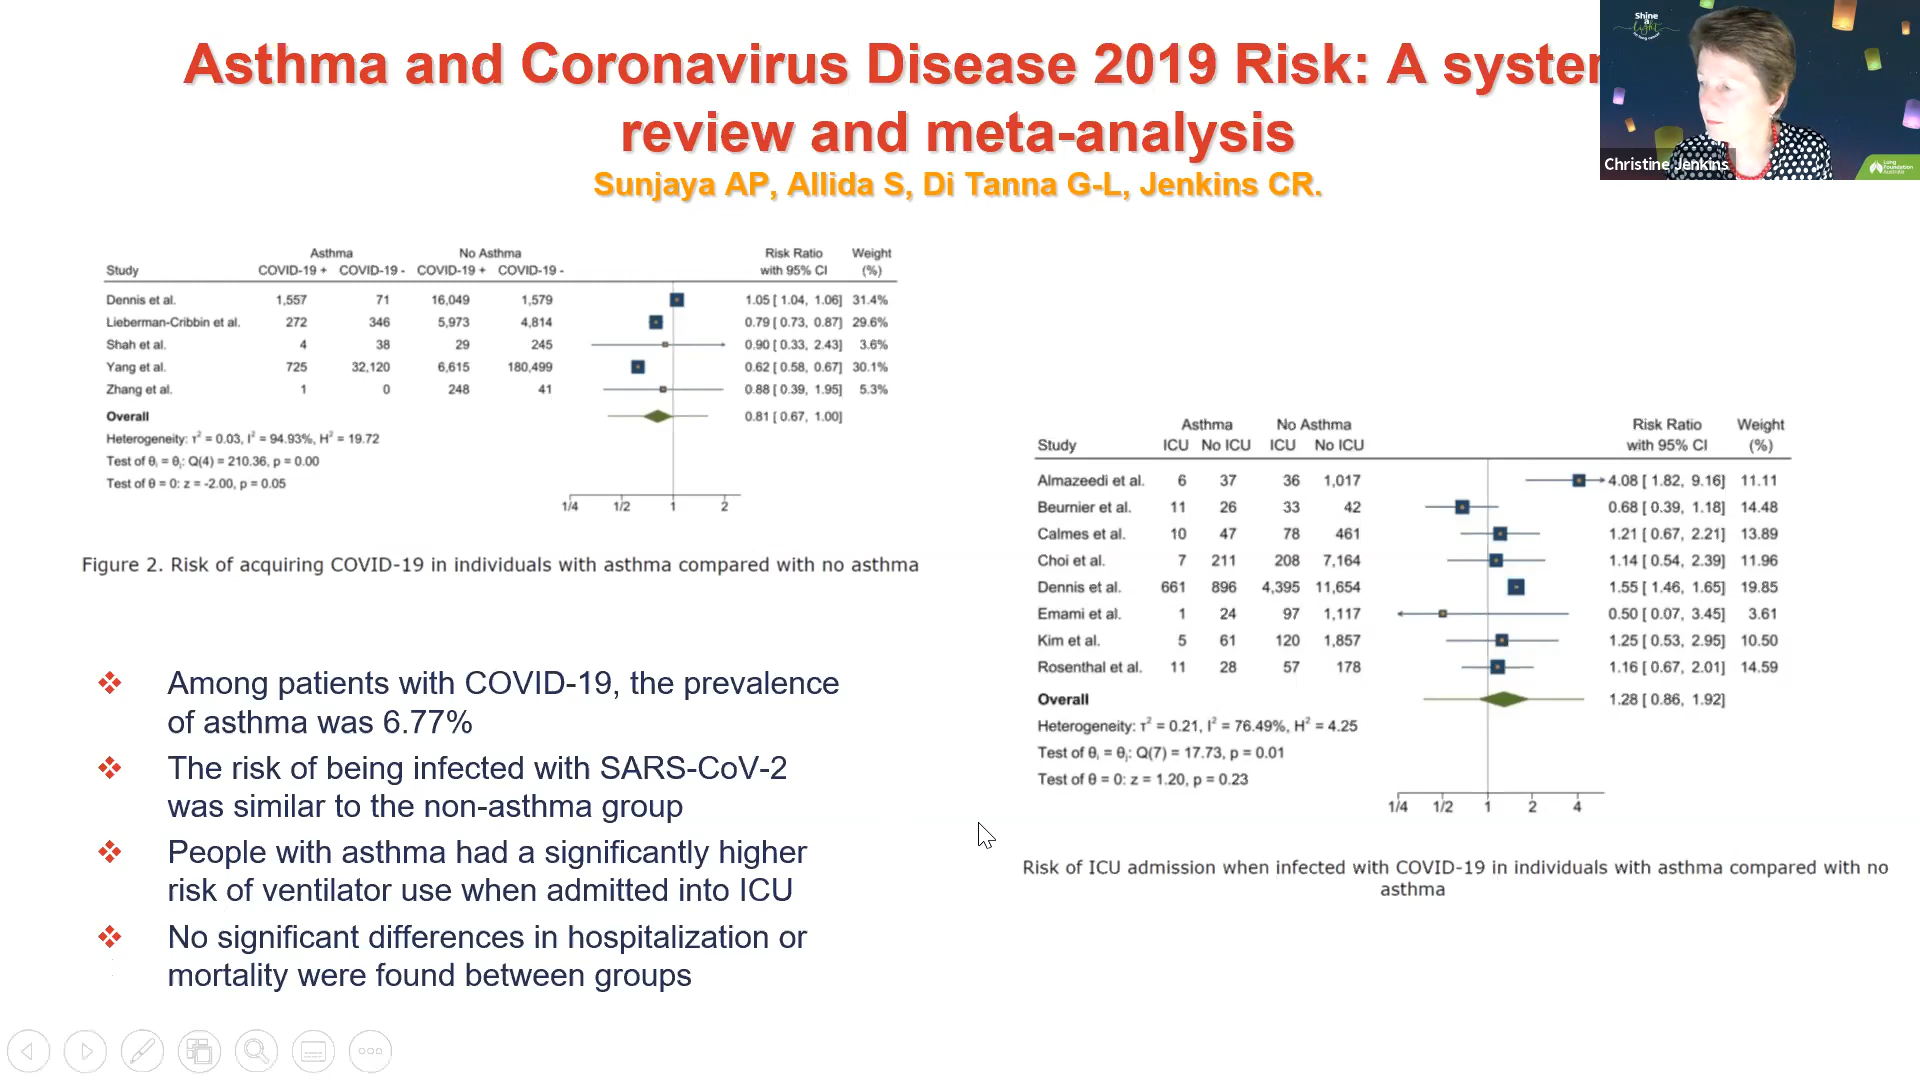 Asthma and Coronavirus Disease 2019 Risk: A system
review and meta-analysis
Sunjaya AP, Allida S, Di Tanna G-L, Jenkins CR.
Shine
a
light
Christine Jenkins
Lung
Foundation
Australia
Asthma No Asthma Risk Ratio Weight
Study COVID-19 + COVID-19 - COVID-19 + COVID-19 - with 95% CI (%)
Dennis et al. 1,557 71 16,049 1,579 1.05 [ 1.04, 1.06] 31.4%
Lieberman-Cribbin et al. 272 346 5,973 4,814 0.79 [ 0.73, 0.87] 29.6%
Shah et al. 4 38 29 245 0.90 [ 0.33, 2.43] 3.6%
Yang et al. 725 32,120 6,615 180,499 0.62 [ 0.58, 0.67] 30.1%
Zhang et al. 1 0 248 41 0.88 [ 0.39, 1.95] 5.3%
Overall 0.81 [ 0.67, 1.00]
Heterogeneity: τ² = 0.03, I² = 94.93%, H² = 19.72
Test of θᵢ = θⱼ: Q(4) = 210.36, p = 0.00
Test of θ = 0: z = -2.00, p = 0.05
1/4 1/2 1 2
Figure 2. Risk of acquiring COVID-19 in individuals with asthma compared with no asthma
Asthma No Asthma Risk Ratio Weight
Study ICU No ICU ICU No ICU with 95% CI (%)
Almazeedi et al. 6 37 36 1,017 4.08 [ 1.82, 9.16] 11.11
Beurnier et al. 11 26 33 42 0.68 [ 0.39, 1.18] 14.48
Calmes et al. 10 47 78 461 1.21 [ 0.67, 2.21] 13.89
Choi et al. 7 211 208 7,164 1.14 [ 0.54, 2.39] 11.96
Dennis et al. 661 896 4,395 11,654 1.55 [ 1.46, 1.65] 19.85
Emami et al. 1 24 97 1,117 0.50 [ 0.07, 3.45] 3.61
Kim et al. 5 61 120 1,857 1.25 [ 0.53, 2.95] 10.50
Rosenthal et al. 11 28 57 178 1.16 [ 0.67, 2.01] 14.59
Overall 1.28 [ 0.86, 1.92]
Heterogeneity: τ² = 0.21, I² = 76.49%, H² = 4.25
Test of θᵢ = θⱼ: Q(7) = 17.73, p = 0.01
Test of θ = 0: z = 1.20, p = 0.23
1/4 1/2 1 2 4
Risk of ICU admission when infected with COVID-19 in individuals with asthma compared with no
asthma
Among patients with COVID-19, the prevalence
of asthma was 6.77%
The risk of being infected with SARS-CoV-2
was similar to the non-asthma group
People with asthma had a significantly higher
risk of ventilator use when admitted into ICU
No significant differences in hospitalization or
mortality were found between groups